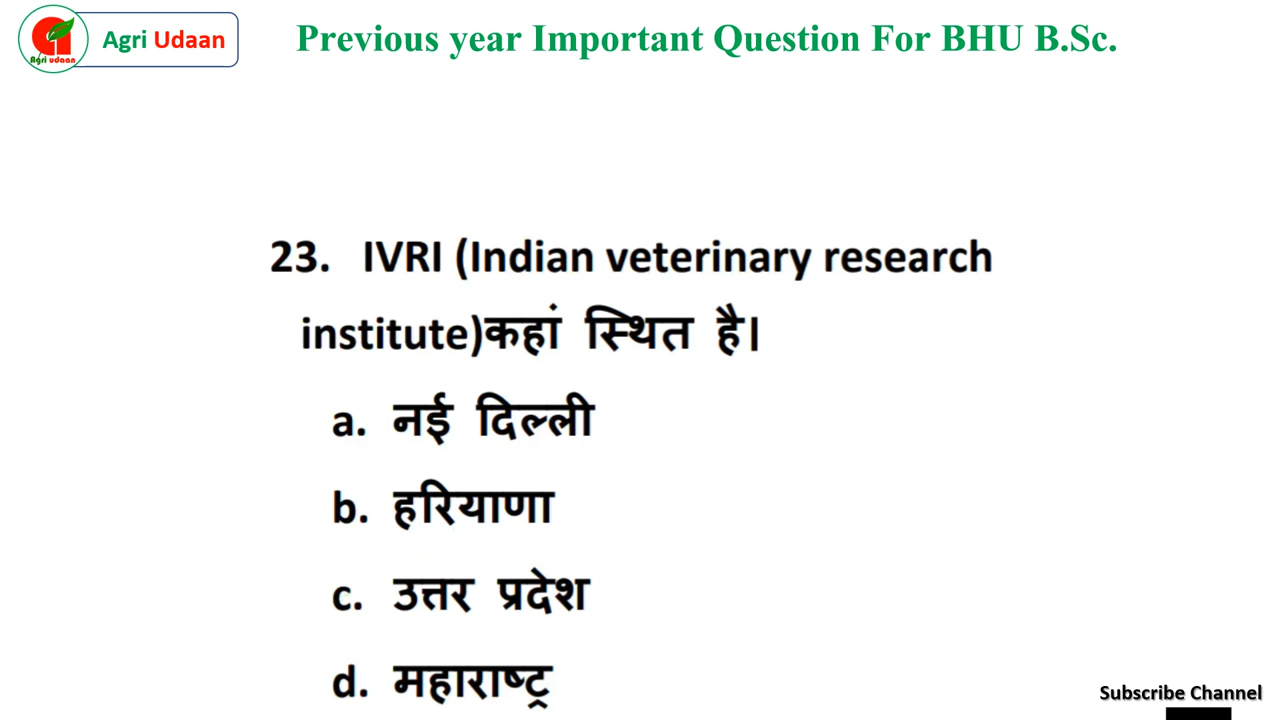 Agri Udaan
Agri udaan
Previous year Important Question For BHU B.Sc.
23. IVRI (Indian veterinary research
institute)कहां स्थित है।
a. नई दिल्ली
b. हरियाणा
c. उत्तर प्रदेश
d. महाराष्ट्र
Subscribe Channel